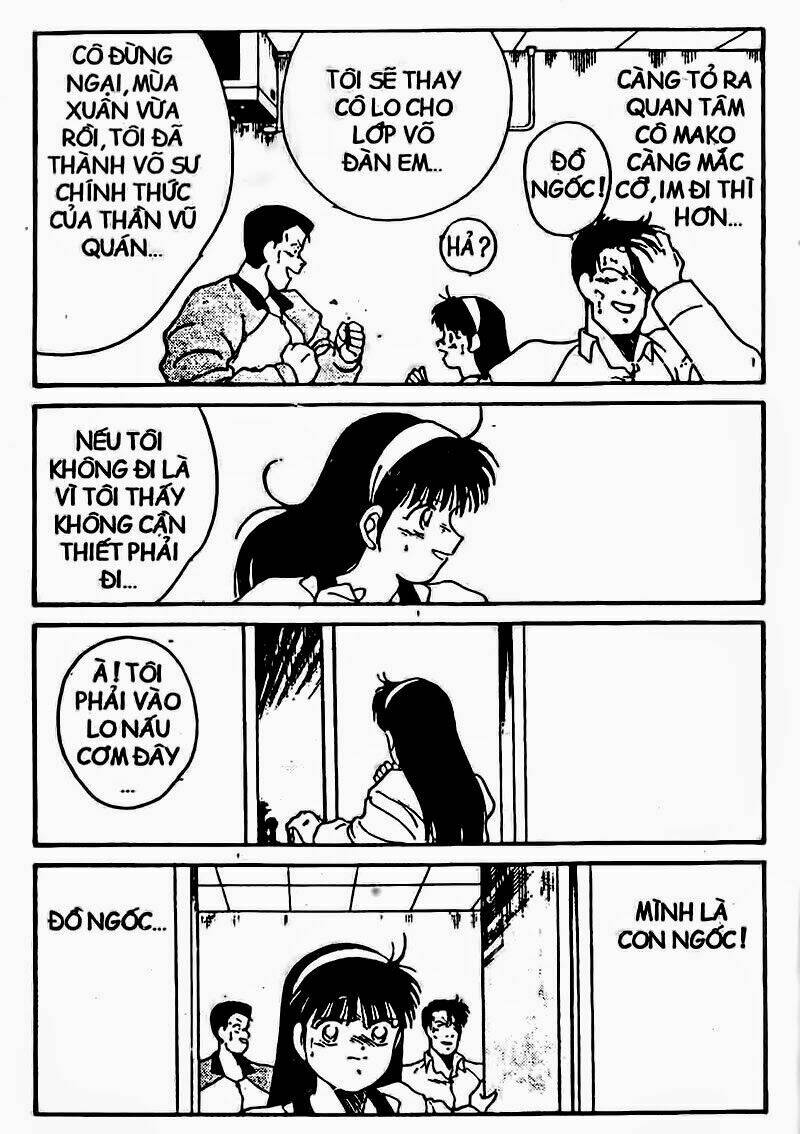 CÔ ĐỪNG
NGẠI, MÙA
XUÂN VỪA
RỒI, TÔI ĐÃ
THÀNH VÕ SƯ
CHÍNH THỨC
CỦA THẦN VŨ
QUÁN...
TÔI SẼ THAY
CÔ LO CHO
LỚP VÕ
ĐÀN EM...
HẢ?
ĐỒ
NGỐC!
CÀNG TỎ RA
QUAN TÂM
CÔ MAKO
CÀNG MẮC
CỠ, IM ĐI THÌ
HƠN...
NẾU TÔI
KHÔNG ĐI LÀ
VÌ TÔI THẤY
KHÔNG CẦN
THIẾT PHẢI
ĐI...
À! TÔI
PHẢI VÀO
LO NẤU
CƠM ĐÂY
...
ĐỒ NGỐC...
MÌNH LÀ
CON NGỐC!